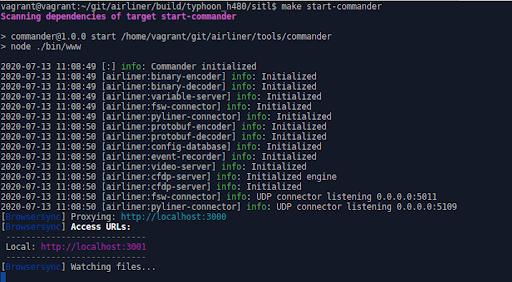 vagrant@vagrant:~/git/airliner/build/typhoon_h480/sitl$ make start-commander
Scanning dependencies of target start-commander
> commander@1.0.0 start /home/vagrant/git/airliner/tools/commander
> node ./bin/www
2020-07-13 11:08:49 [:] info: Commander initialized
2020-07-13 11:08:49 [airliner:binary-encoder] info: Initialized
2020-07-13 11:08:49 [airliner:binary-decoder] info: Initialized
2020-07-13 11:08:49 [airliner:variable-server] info: Initialized
2020-07-13 11:08:49 [airliner:fsw-connector] info: Initialized
2020-07-13 11:08:49 [airliner:pyliner-connector] info: Initialized
2020-07-13 11:08:50 [airliner:protobuf-encoder] info: Initialized
2020-07-13 11:08:50 [airliner:protobuf-decoder] info: Initialized
2020-07-13 11:08:50 [airliner:config-database] info: Initialized
2020-07-13 11:08:50 [airliner:event-recorder] info: Initialized
2020-07-13 11:08:50 [airliner:video-server] info: Initialized
2020-07-13 11:08:50 [airliner:cfdp-server] info: Initialized engine
2020-07-13 11:08:50 [airliner:cfdp-server] info: Initialized
2020-07-13 11:08:50 [airliner:fsw-connector] info: UDP connector listening 0.0.0.0:5011
2020-07-13 11:08:50 [airliner:pyliner-connector] info: UDP connector listening 0.0.0.0:5109
[Browsersync] Proxying: http://localhost:3000
[Browsersync] Access URLs:
---------------------------
Local: http://localhost:3001
---------------------------
[Browsersync] Watching files...